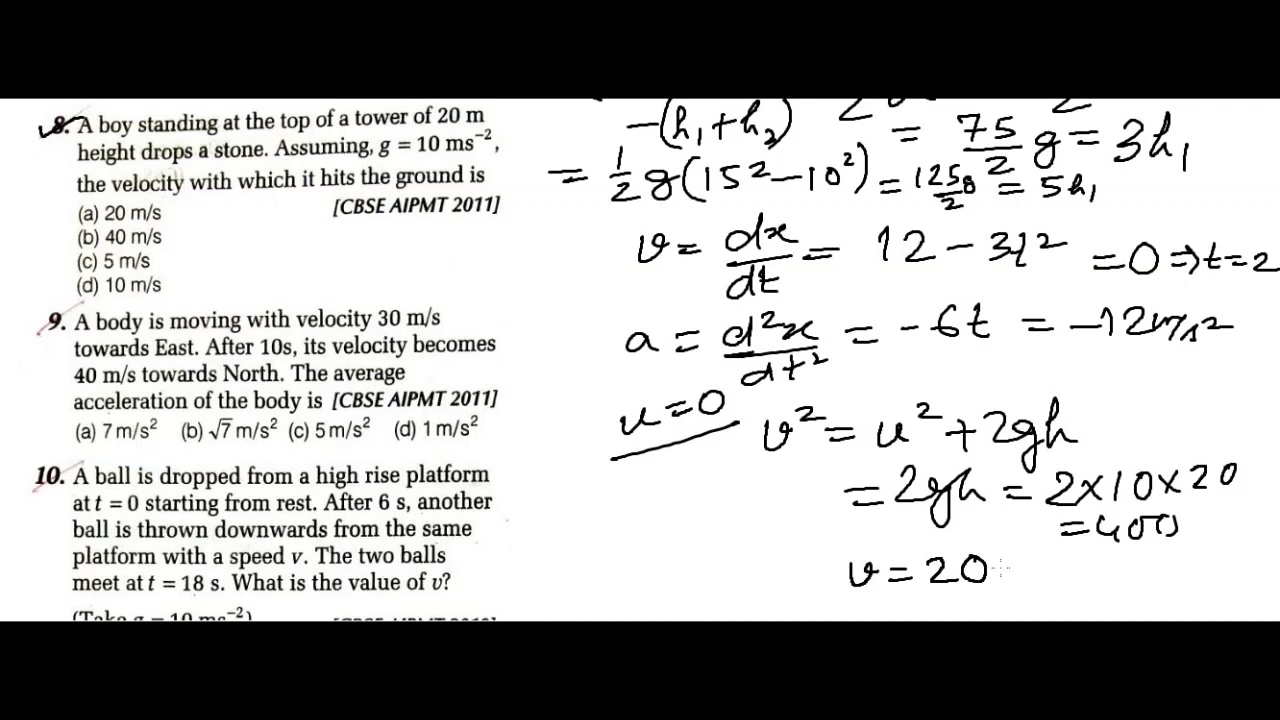 8. A boy standing at the top of a tower of 20 m
height drops a stone. Assuming, g = 10 ms⁻²,
the velocity with which it hits the ground is
(a) 20 m/s [CBSE AIPMT 2011]
(b) 40 m/s
(c) 5 m/s
(d) 10 m/s
9. A body is moving with velocity 30 m/s
towards East. After 10s, its velocity becomes
40 m/s towards North. The average
acceleration of the body is [CBSE AIPMT 2011]
(a) 7 m/s² (b) √7 m/s² (c) 5 m/s² (d) 1 m/s²
10. A ball is dropped from a high rise platform
at t = 0 starting from rest. After 6 s, another
ball is thrown downwards from the same
platform with a speed v. The two balls
meet at t = 18 s. What is the value of v?
(Take g = 10 ms⁻²)
-(h₁+h₂) = 75/2 g = 3h₁
= 1/2 g(15²-10²) = 125g/2 = 5h₁
v = dx/dt = 12 - 3t² = 0 ⇒ t = 2
a = d²x/dt² = -6t = -12 m/s²
u = 0 v² = u² + 2gh
= 2gh = 2×10×20
= 400
v = 20